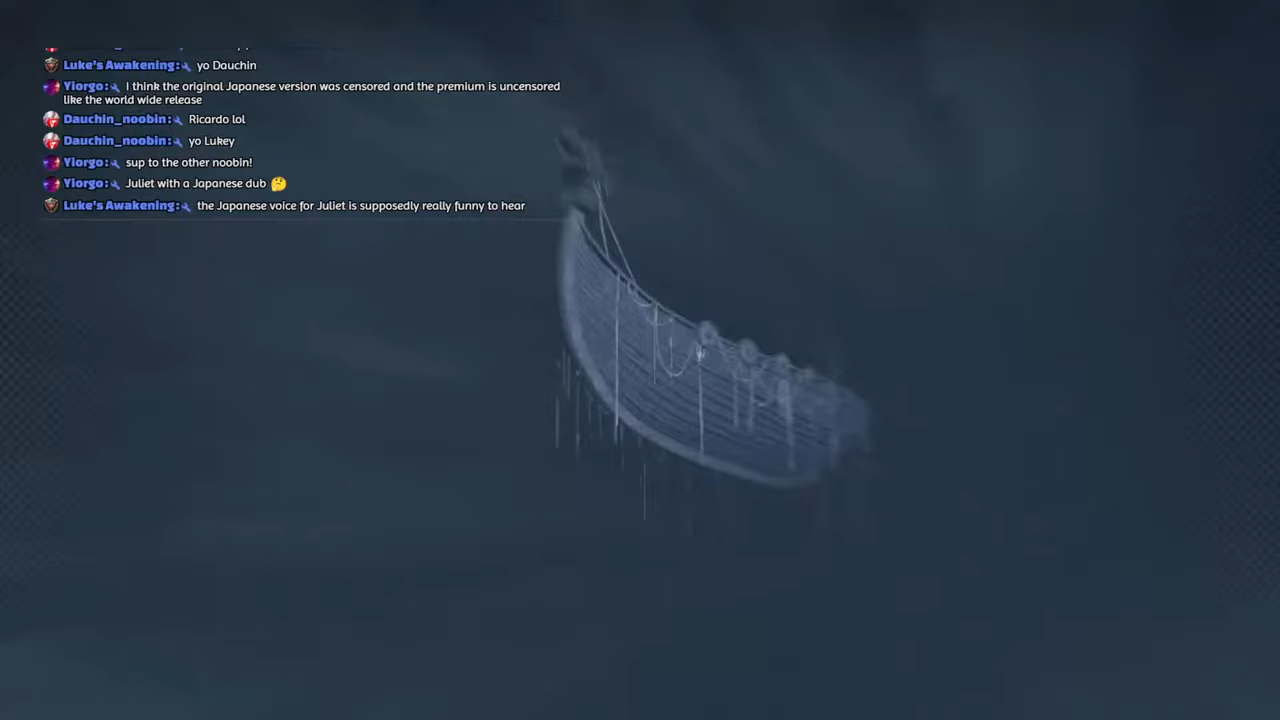 Luke's Awakening: yo Dauchin
Yiorgo: I think the original Japanese version was censored and the premium is uncensored
like the world wide release
Dauchin_noobin: Ricardo lol
Dauchin_noobin: yo Lukey
Yiorgo: sup to the other noobin!
Yiorgo: Juliet with a Japanese dub 🤔
Luke's Awakening: the Japanese voice for Juliet is supposedly really funny to hear